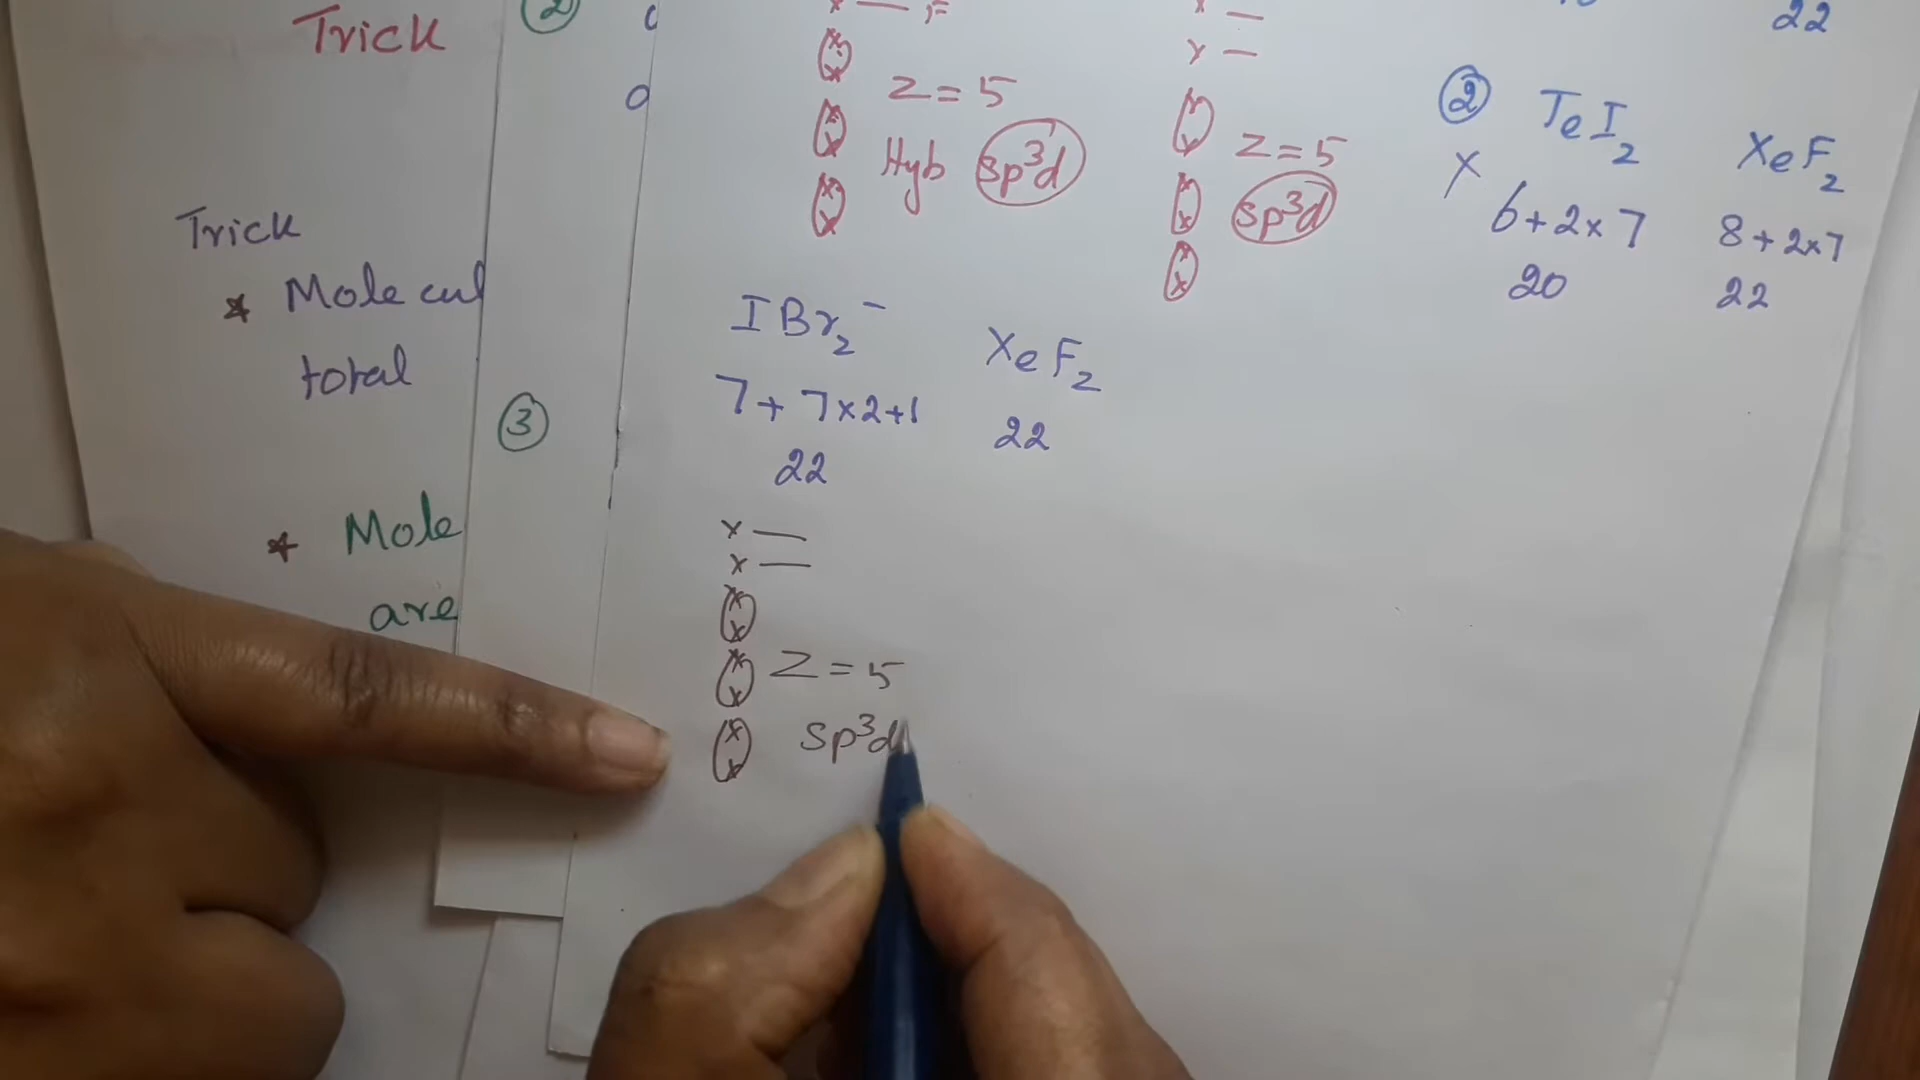 Trick
Trick
* Molecul
total
* Mole
are
②
x — F
x
x
x
x
x
x
Z = 5
Hyb sp³d
x —
x —
x
x
x
x
x
x
Z = 5
sp³d
22
② TeI₂ XeF₂
X 6+2×7 8+2×7
20 22
③
IBr₂⁻ XeF₂
7+7×2+1 22
22
x —
x —
x
x
x
x
x
x
Z = 5
sp³d